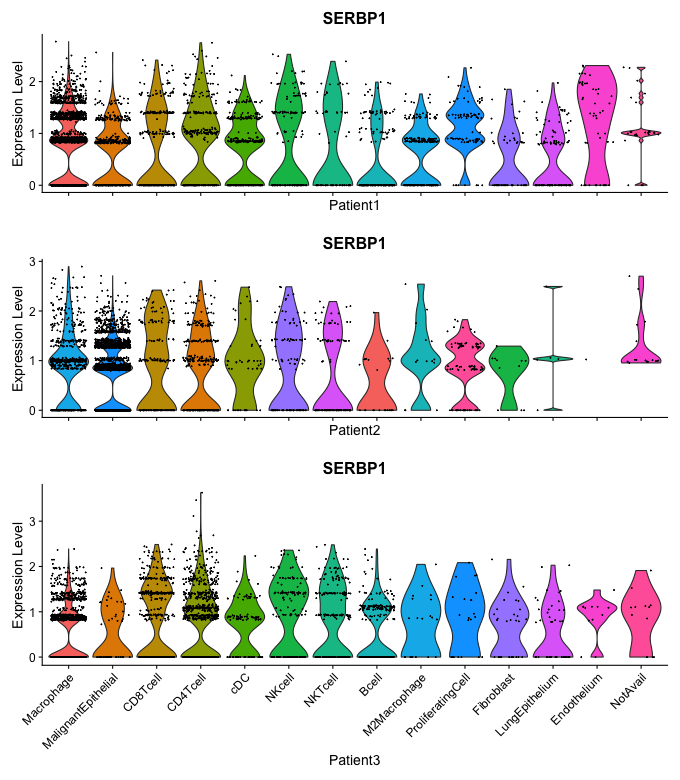 SERBP1
Expression Level
2
1
0
Patient1
SERBP1
Expression Level
3
2
1
0
Patient2
SERBP1
Expression Level
3
2
1
0
Macrophage
MalignantEpithelial
CD8Tcell
CD4Tcell
cDC
NKcell
NKTcell
Bcell
M2Macrophage
ProliferatingCell
Fibroblast
LungEpithelium
Endothelium
NotAvail
Patient3